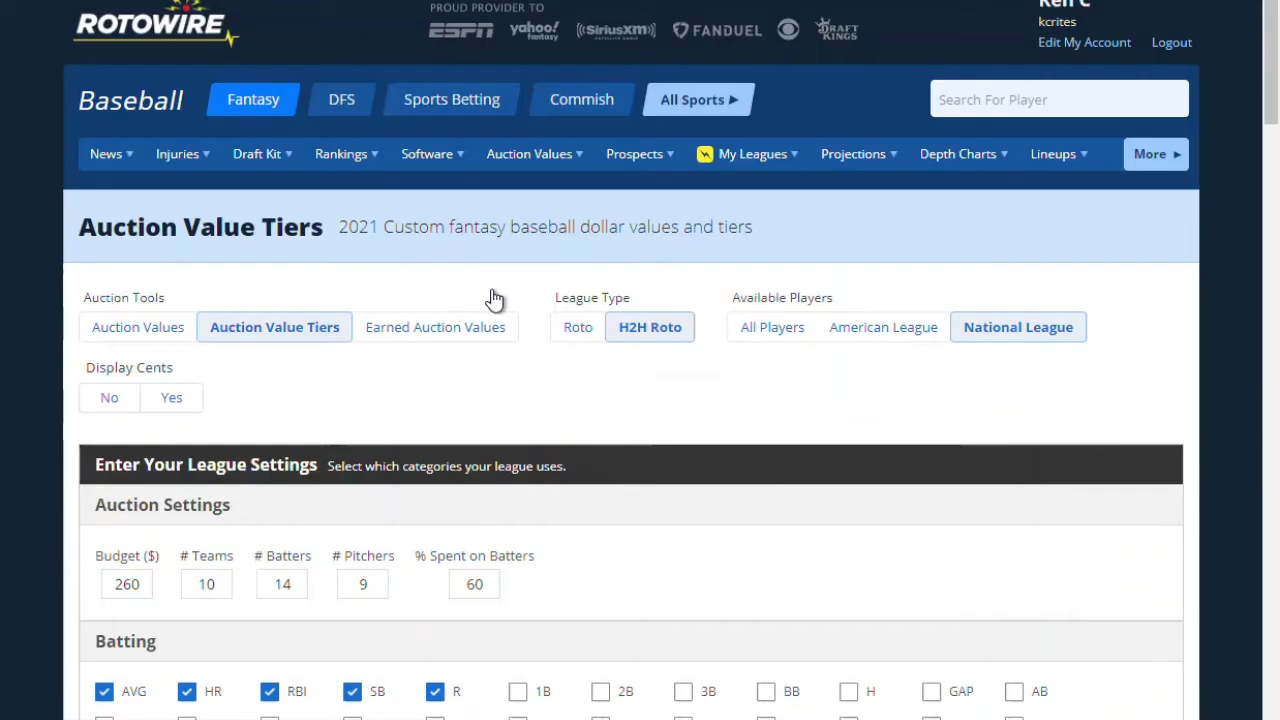 ROTOWIRE
PROUD PROVIDER TO
ESPN yahoo! fantasy ((SiriusXM)) FANDUEL DRAFT KINGS
Ken C
kcrites
Edit My Account Logout
Baseball Fantasy DFS Sports Betting Commish All Sports ▸ Search For Player
News Injuries Draft Kit Rankings Software Auction Values Prospects My Leagues Projections Depth Charts Lineups More ▸
Auction Value Tiers 2021 Custom fantasy baseball dollar values and tiers
Auction Tools League Type Available Players
Auction Values Auction Value Tiers Earned Auction Values Roto H2H Roto All Players American League National League
Display Cents
No Yes
Enter Your League Settings Select which categories your league uses.
Auction Settings
Budget ($) # Teams # Batters # Pitchers % Spent on Batters
260 10 14 9 60
Batting
AVG HR RBI SB R 1B 2B 3B BB H GAP AB